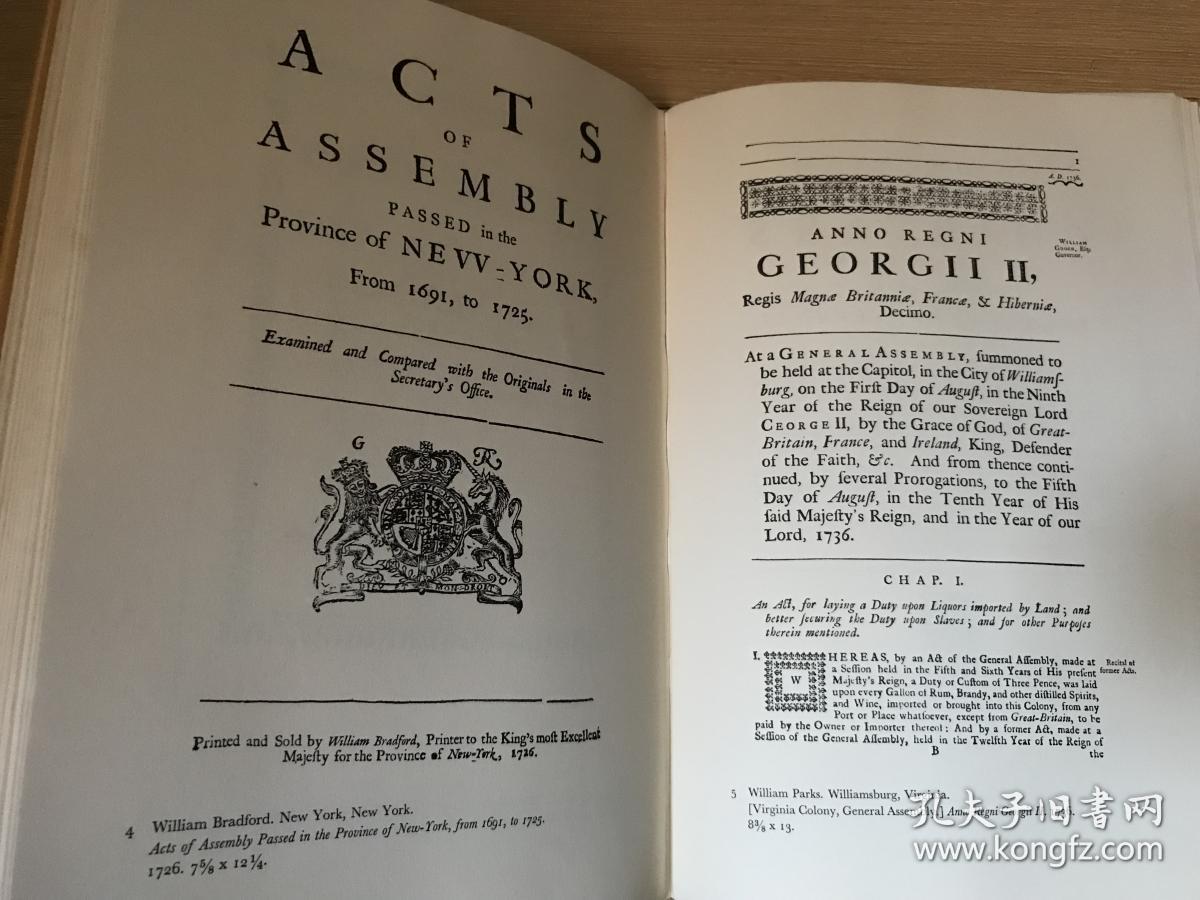 A C T S
OF
ASSEMBLY
PASSED in the
Province of NEVV-YORK,
From 1691, to 1725.
Examined and Compared with the Originals in the
Secretary's Office.
G R
DIEU ET MON DROIT
Printed and Sold by William Bradford, Printer to the King's most Excellent
Majesty for the Province of New-York, 1726.
4 William Bradford. New York, New York.
Acts of Assembly Passed in the Province of New-York, from 1691, to 1725.
1726. 7⅝ x 12¼.
1
A. D. 1736.
ANNO REGNI
GEORGII II,
WILLIAM
GOOCH, Esq;
Governor.
Regis Magnæ Britanniæ, Francæ, & Hiberniæ,
Decimo.
At a GENERAL ASSEMBLY, ſummoned to
be held at the Capitol, in the City of Williamſ-
burg, on the Firſt Day of Auguſt, in the Ninth
Year of the Reign of our Sovereign Lord
CEORGE II, by the Grace of God, of Great-
Britain, France, and Ireland, King, Defender
of the Faith, &c. And from thence conti-
nued, by ſeveral Prorogations, to the Fifth
Day of Auguſt, in the Tenth Year of His
ſaid Majeſty's Reign, and in the Year of our
Lord, 1736.
CHAP. I.
An Act, for laying a Duty upon Liquors imported by Land; and
better ſecuring the Duty upon Slaves; and for other Purpoſes
therein mentioned.
I. WHEREAS, by an Act of the General Aſſembly, made at
a Seſſion held in the Fifth and Sixth Years of His preſent
Majeſty's Reign, a Duty or Cuſtom of Three Pence, was laid
upon every Gallon of Rum, Brandy, and other diſtilled Spirits,
and Wine, imported or brought into this Colony, from any
Port or Place whatſoever, except from Great-Britain, to be
paid by the Owner or Importer thereof: And by a former Act, made at a
Seſſion of the General Aſſembly, held in the Twelfth Year of the Reign of
Recital of
former Acts.
B the
5 William Parks. Williamsburg, Virginia.
[Virginia Colony, General Assembly.] Anno Regni Georgii II, 1736.
8⅜ x 13.
孔夫子旧书网
www.kongfz.com